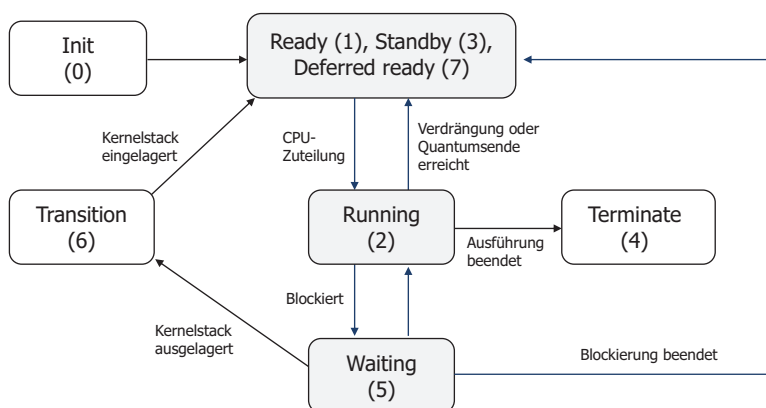 Init
(0)
Ready (1), Standby (3),
Deferred ready (7)
Kernelstack
eingelagert
CPU-
Zuteilung
Verdrängung oder
Quantumsende
erreicht
Transition
(6)
Running
(2)
Terminate
(4)
Ausführung
beendet
Blockiert
Kernelstack
ausgelagert
Waiting
(5)
Blockierung beendet